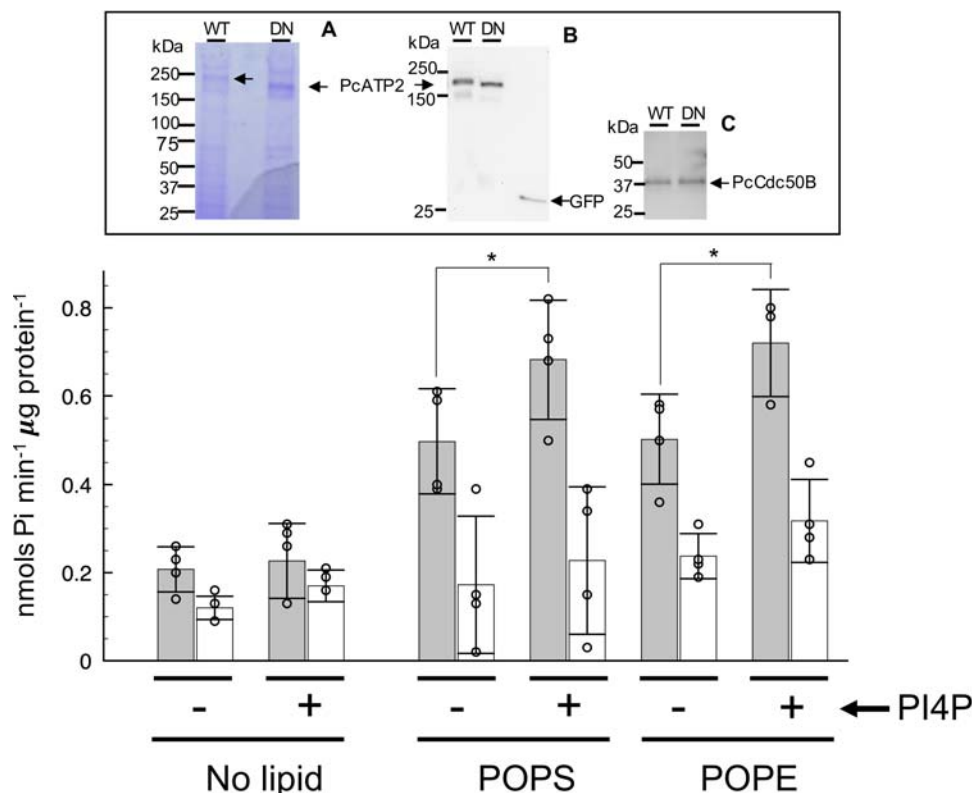 WT DN A
kDa
250
150
100
75
50
37
25
PcATP2
WT DN B
kDa
250
150
25
GFP
WT DN C
kDa
50
37
25
PcCdc50B
nmols Pi min-1 µg protein-1
0.8
0.6
0.4
0.2
0
* *
- + - + - + PI4P
No lipid POPS POPE